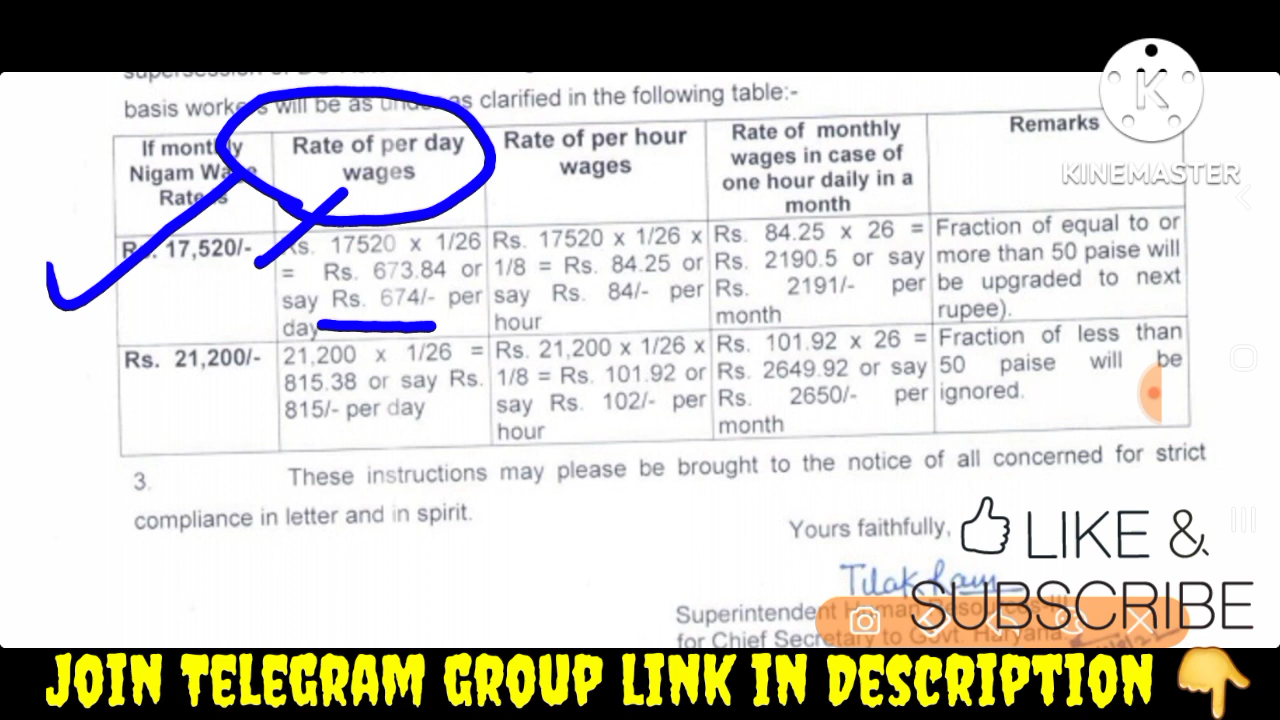 basis workers will be as under as clarified in the following table:-
If monthly Nigam Wage Rate is
Rate of per day wages
Rate of per hour wages
Rate of monthly wages in case of one hour daily in a month
Remarks
Rs. 17,520/-
Rs. 17520 x 1/26
= Rs. 673.84 or
say Rs. 674/- per
day
Rs. 17520 x 1/26 x
1/8 = Rs. 84.25 or
say Rs. 84/- per
hour
Rs. 84.25 x 26 =
Rs. 2190.5 or say
Rs. 2191/- per
month
Fraction of equal to or
more than 50 paise will
be upgraded to next
rupee).
Rs. 21,200/-
21,200 x 1/26 =
815.38 or say Rs.
815/- per day
Rs. 21,200 x 1/26 x
1/8 = Rs. 101.92 or
say Rs. 102/- per
hour
Rs. 101.92 x 26 =
Rs. 2649.92 or say
Rs. 2650/- per
month
Fraction of less than
50 paise will be
ignored.
3. These instructions may please be brought to the notice of all concerned for strict
compliance in letter and in spirit.
Yours faithfully,
Tilak Ram
Superintendent Human Resources-III
for Chief Secretary to Govt. Haryana
K
KINEMASTER
LIKE &
SUBSCRIBE
JOIN TELEGRAM GROUP LINK IN DESCRIPTION